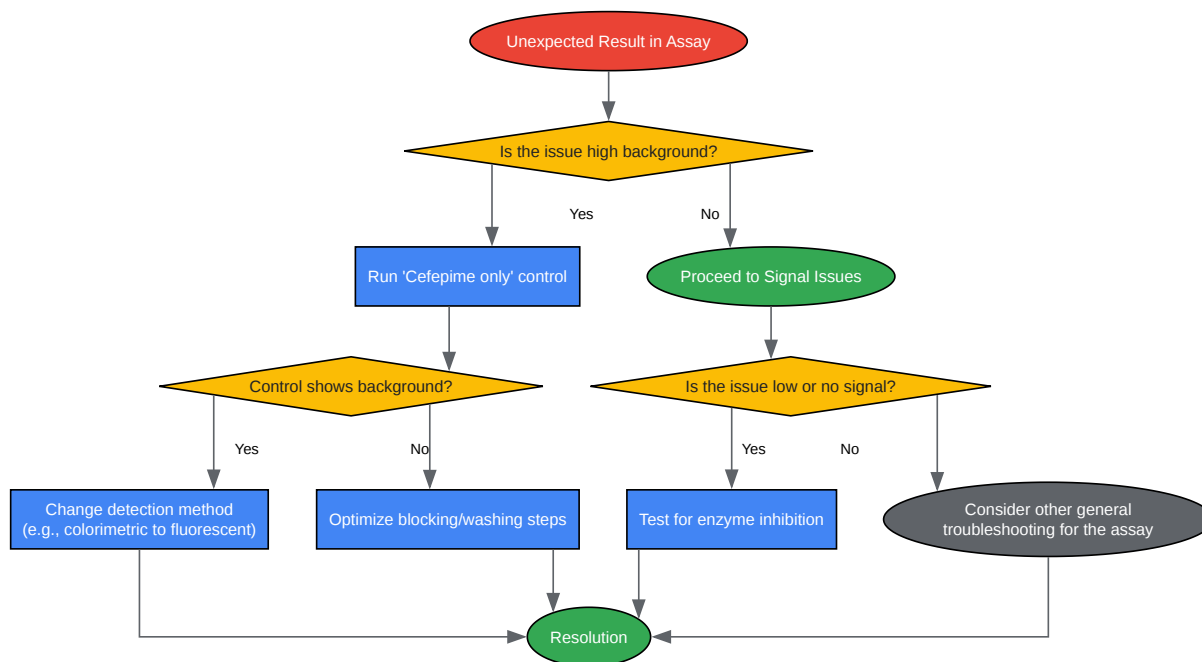 Unexpected Result in Assay
Is the issue high background?
Yes
No
Run 'Cefepime only' control
Proceed to Signal Issues
Control shows background?
Is the issue low or no signal?
Yes
No
Yes
No
Change detection method
(e.g., colorimetric to fluorescent)
Optimize blocking/washing steps
Test for enzyme inhibition
Consider other general
troubleshooting for the assay
Resolution